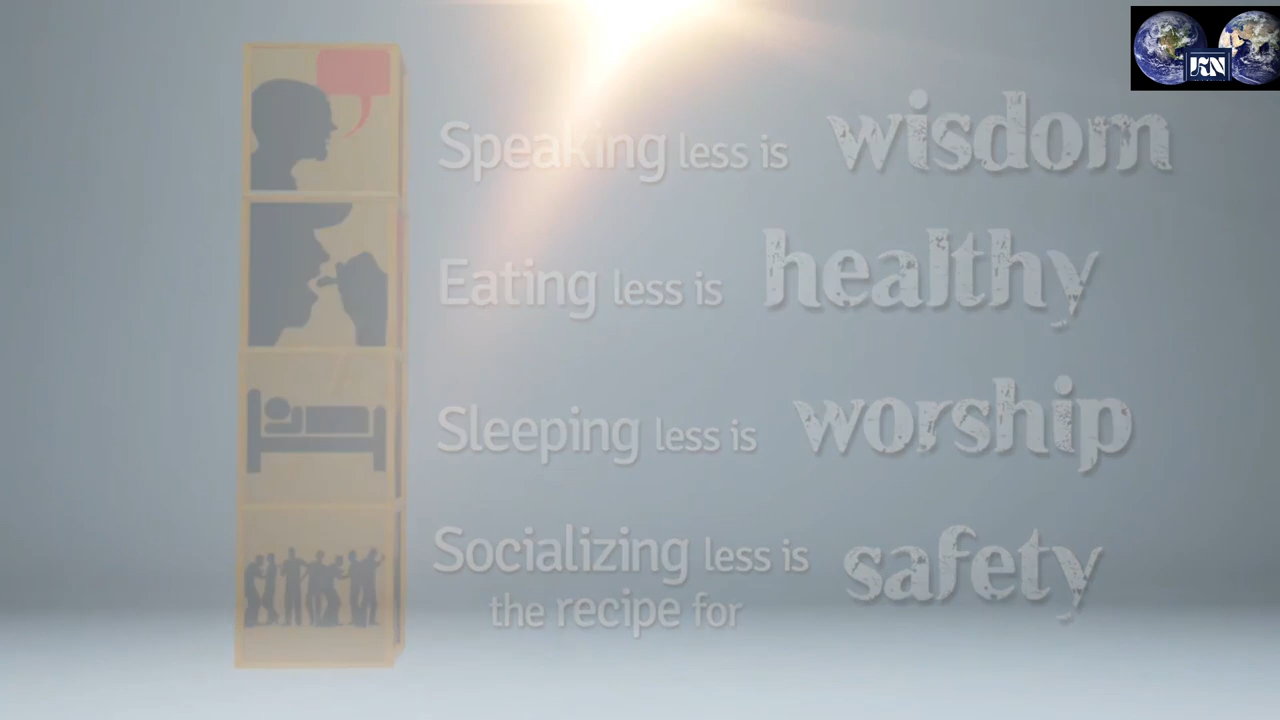 Speaking less is wisdom
Eating less is healthy
Sleeping less is worship
Socializing less is safety
the recipe for